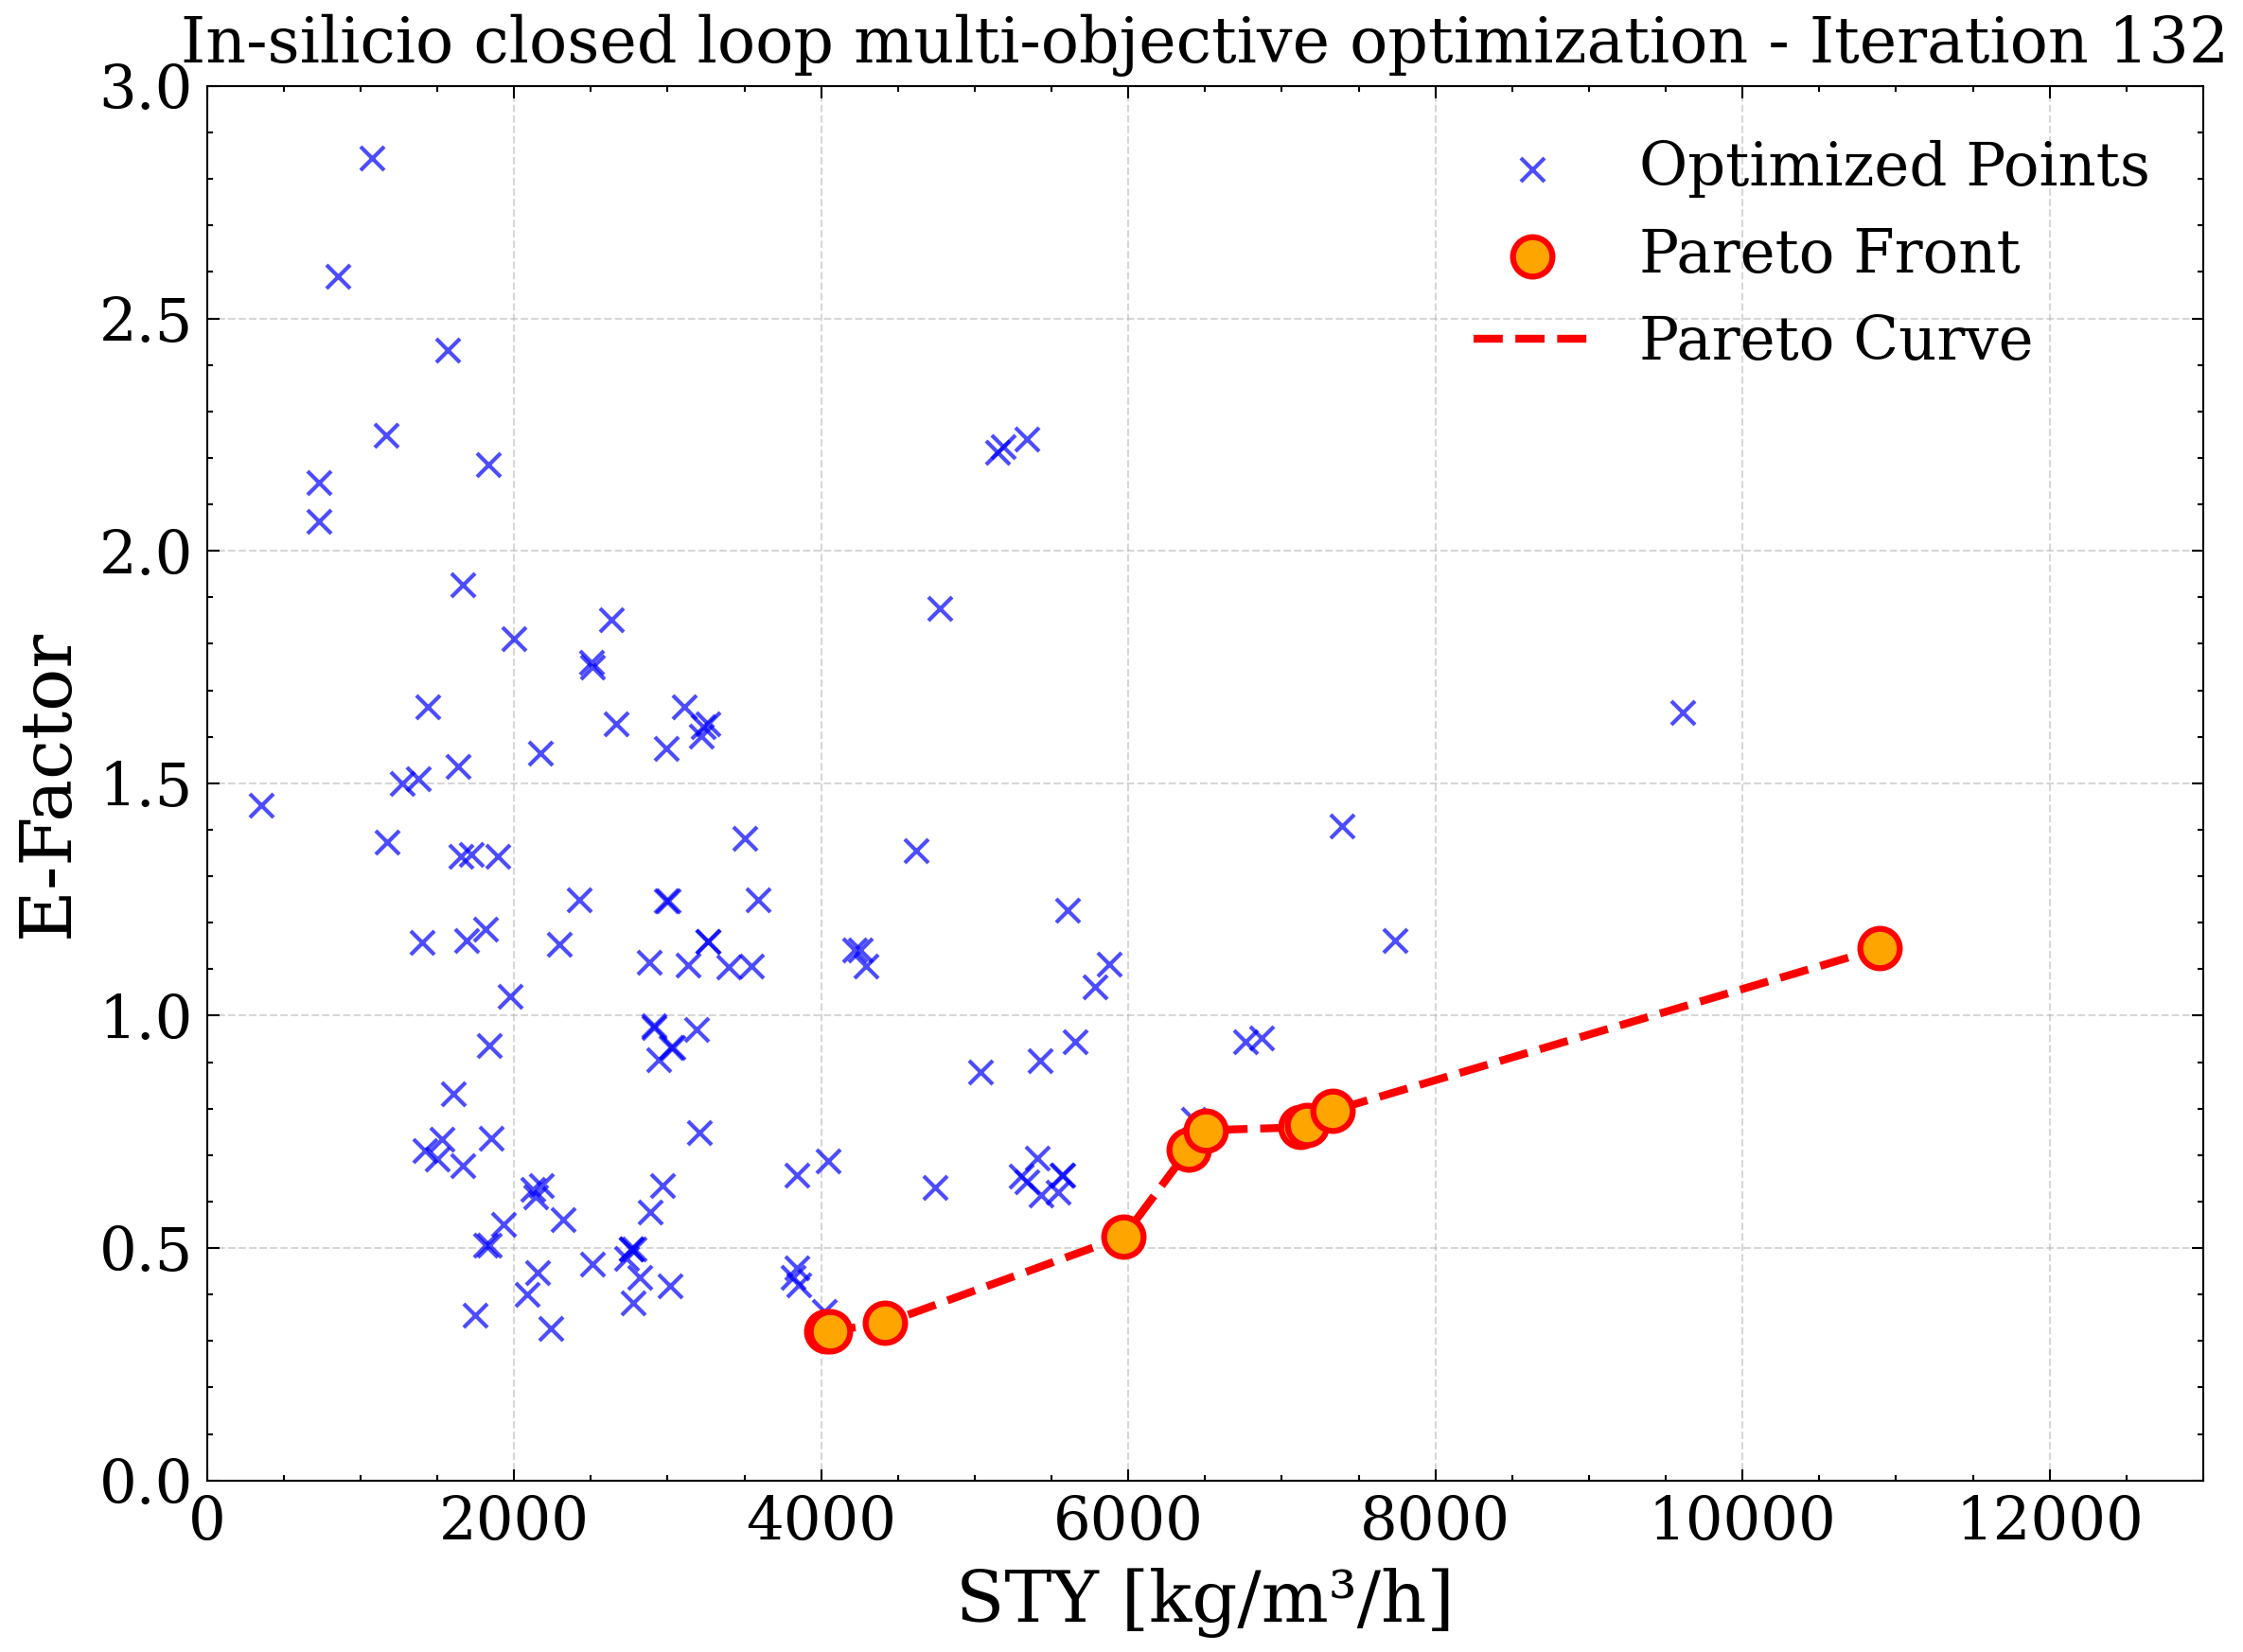 In-silicio closed loop multi-objective optimization - Iteration 132
Optimized Points
Pareto Front
Pareto Curve
E-Factor
3.0
2.5
2.0
1.5
1.0
0.5
0.0
0 2000 4000 6000 8000 10000 12000
STY [kg/m³/h]